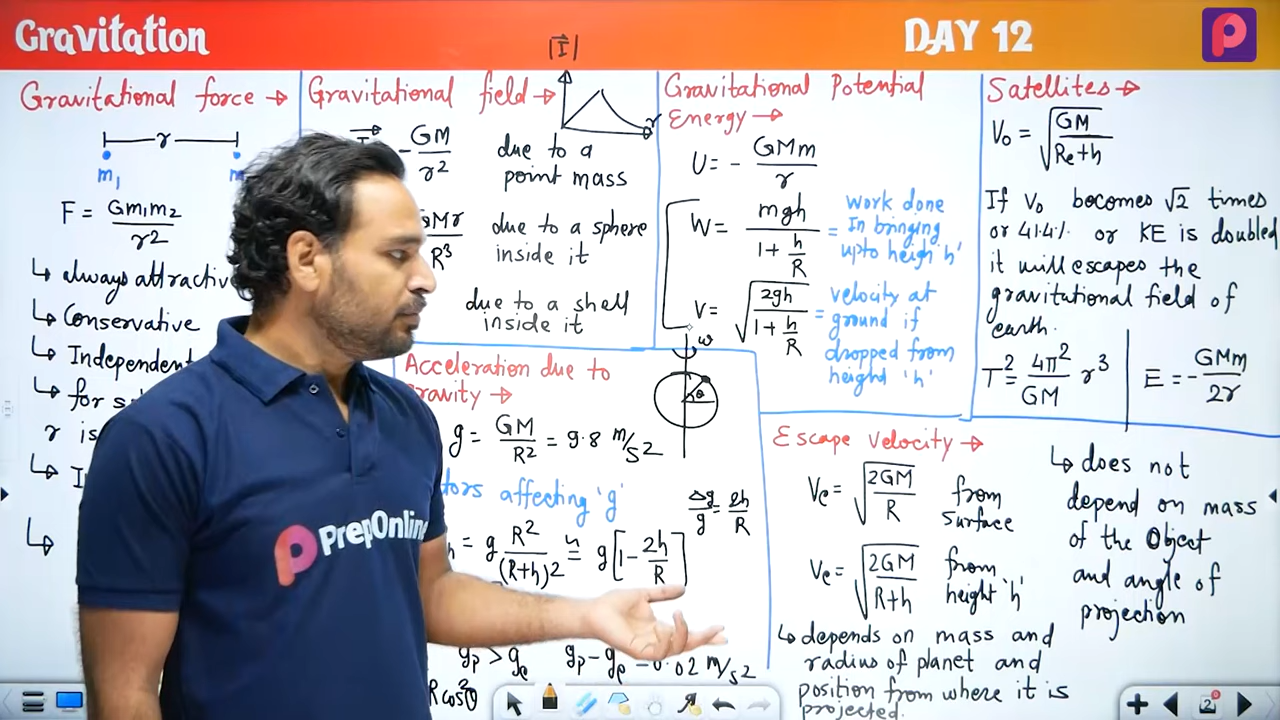 Gravitation
DAY 12
Gravitational force →
r
m₁
m
F = Gm₁m₂/r²
↳ always attractive
↳ Conservative
↳ Independent
↳ for
r is
↳
↳
Gravitational field →
|I⃗|
r
- GM/r²
due to a
point mass
GMr/R³
due to a sphere
inside it
due to a shell
inside it
Acceleration due to
gravity →
g = GM/R² = 9.8 m/s²
tors affecting 'g'
Δg/g = 2h/R
h = g R²/(R+h)² ≃ g[1 - 2h/R]
gp > ge
gp - ge = 0.02 m/s²
Rcos²θ
ω
θ
Gravitational Potential
Energy →
U = - GMm/r
W = mgh/(1 + h/R) = work done
In bringing
upto heigh 'h'
V = √(2gh/(1 + h/R)) = velocity at
ground if
dropped from
height 'h'
Satellites →
V₀ = √(GM/(Re+h))
If V₀ becomes √2 times
or 41.4% or KE is doubled
it will escapes the
gravitational field of
earth.
T² = 4π²/GM r³
E = - GMm/2r
Escape velocity →
Ve = √(2GM/R) from
surface
Ve = √(2GM/(R+h)) from
height 'h'
↳ depends on mass and
radius of planet and
position from where it is
projected.
↳ does not
depend on mass
of the Object
and angle of
projection
PrepOnline
2